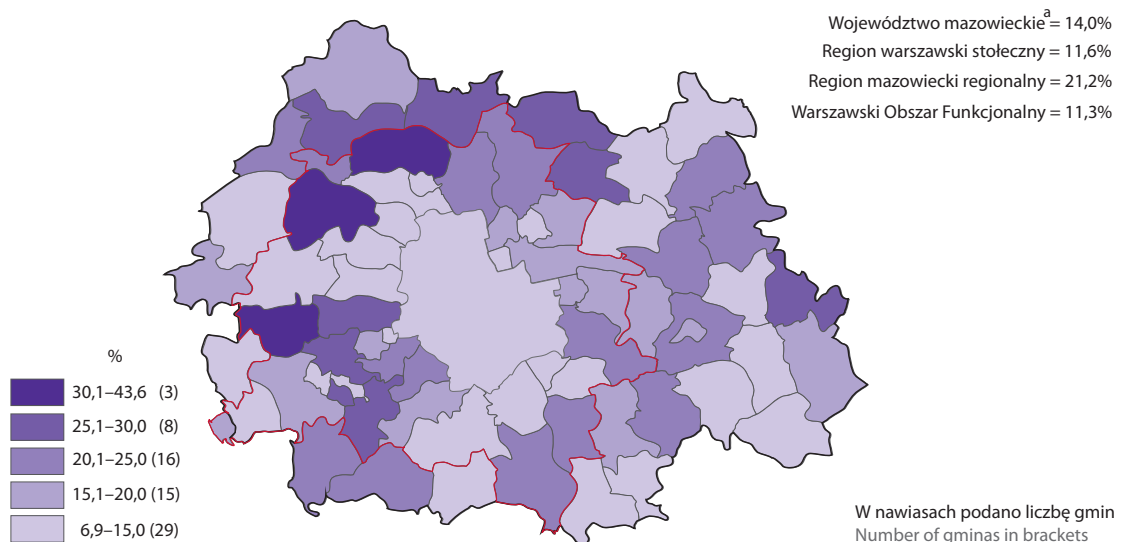 Województwo mazowieckieᵃ = 14,0%
Region warszawski stołeczny = 11,6%
Region mazowiecki regionalny = 21,2%
Warszawski Obszar Funkcjonalny = 11,3%
%
30,1–43,6 (3)
25,1–30,0 (8)
20,1–25,0 (16)
15,1–20,0 (15)
6,9–15,0 (29)
W nawiasach podano liczbę gmin
Number of gminas in brackets